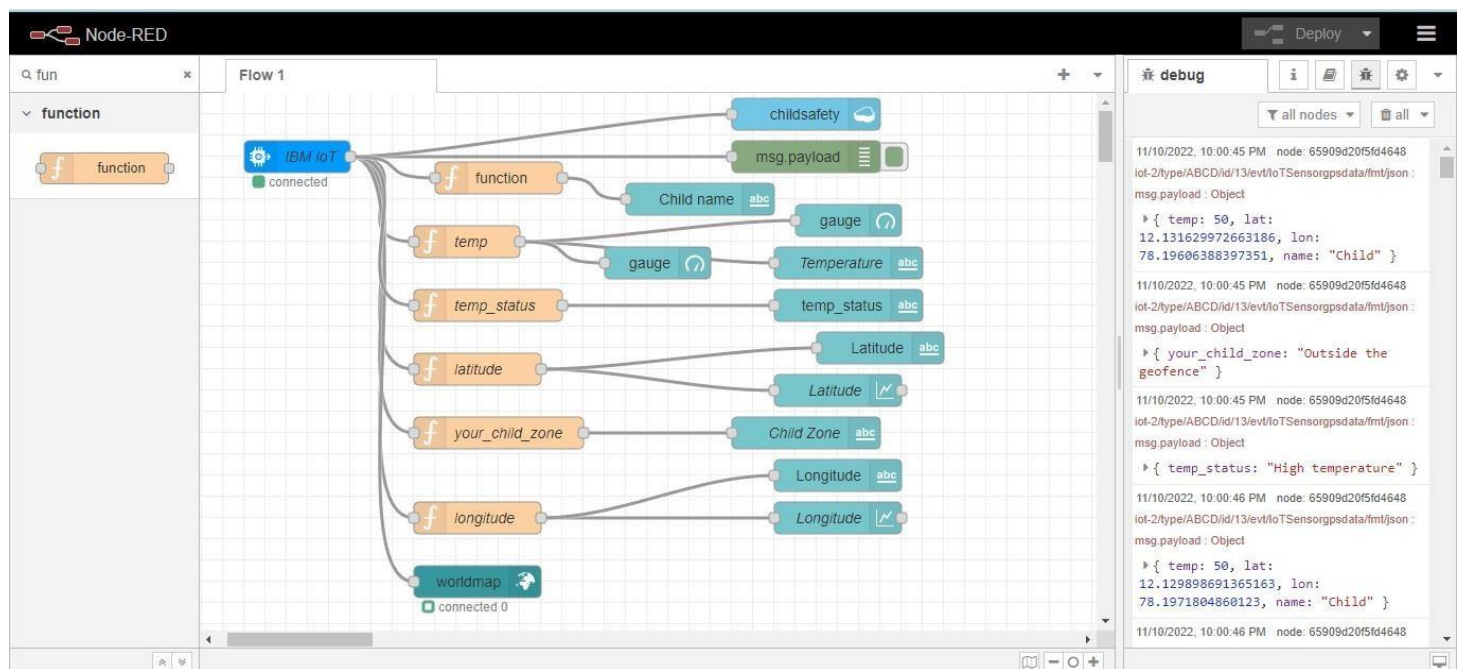 Node-RED
Deploy
fun
Flow 1
debug
i
function
all nodes
all
function
IBM IoT
connected
childsafety
msg.payload
function
Child name
abc
gauge
temp
gauge
Temperature
abc
temp_status
temp_status
abc
Latitude
abc
latitude
Latitude
your_child_zone
Child Zone
abc
Longitude
abc
longitude
Longitude
worldmap
connected 0
11/10/2022, 10:00:45 PM node: 65909d20f5fd4648
iot-2/type/ABCD/id/13/evt/IoTSensorgpsdata/fmt/json :
msg.payload : Object
{ temp: 50, lat:
12.131629972663186, lon:
78.19606388397351, name: "Child" }
11/10/2022, 10:00:45 PM node: 65909d20f5fd4648
iot-2/type/ABCD/id/13/evt/IoTSensorgpsdata/fmt/json :
msg.payload : Object
{ your_child_zone: "Outside the
geofence" }
11/10/2022, 10:00:45 PM node: 65909d20f5fd4648
iot-2/type/ABCD/id/13/evt/IoTSensorgpsdata/fmt/json :
msg.payload : Object
{ temp_status: "High temperature" }
11/10/2022, 10:00:46 PM node: 65909d20f5fd4648
iot-2/type/ABCD/id/13/evt/IoTSensorgpsdata/fmt/json :
msg.payload : Object
{ temp: 50, lat:
12.129898691365163, lon:
78.1971804860123, name: "Child" }
11/10/2022, 10:00:46 PM node: 65909d20f5fd4648